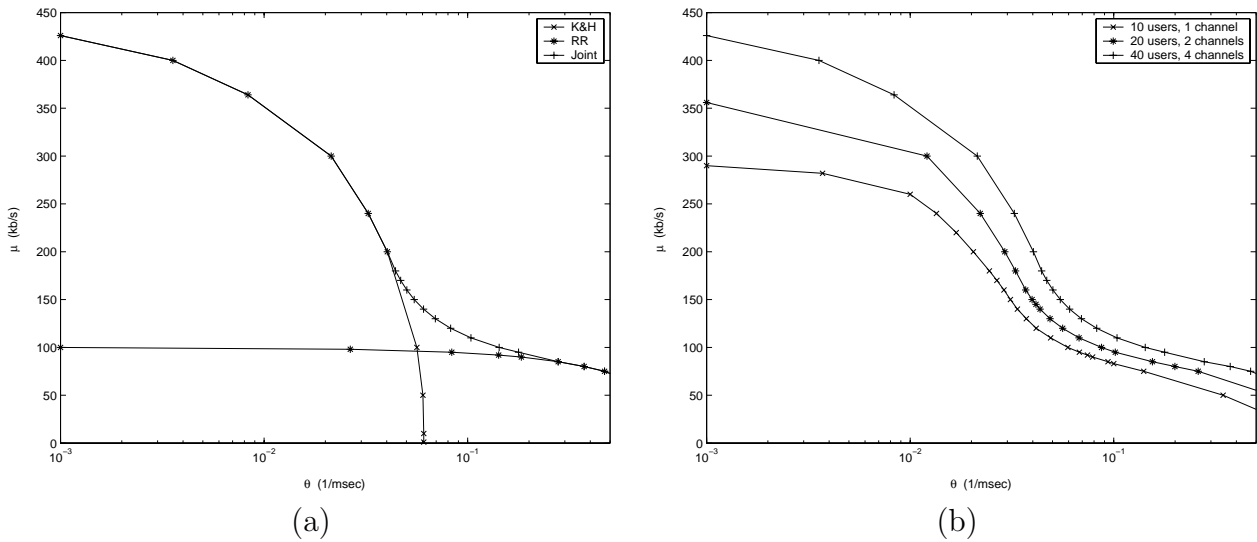 450
400
350
300
250
200
150
100
50
0
μ (kb/s)
K&H
RR
Joint
10⁻³
10⁻²
10⁻¹
θ (1/msec)
(a)
450
400
350
300
250
200
150
100
50
0
μ (kb/s)
10 users, 1 channel
20 users, 2 channels
40 users, 4 channels
10⁻³
10⁻²
10⁻¹
θ (1/msec)
(b)